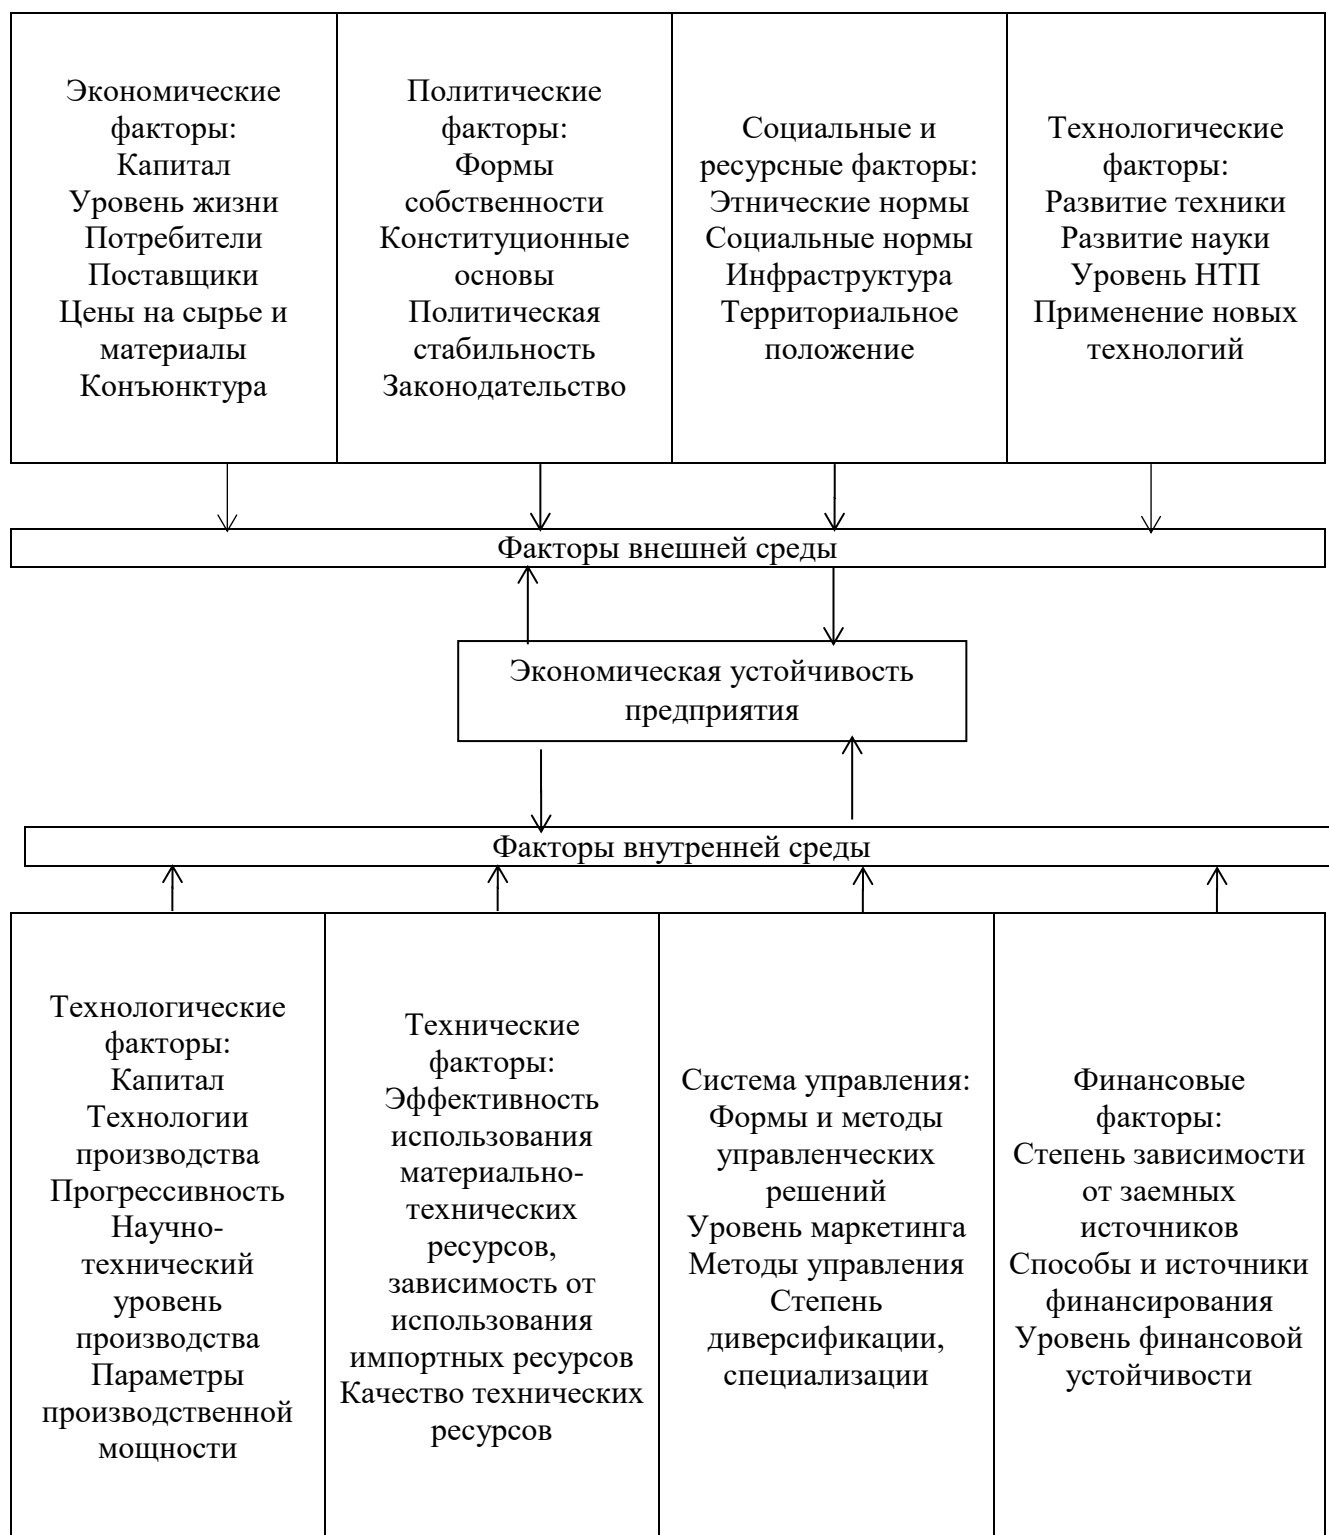 Экономические
факторы:
Капитал
Уровень жизни
Потребители
Поставщики
Цены на сырье и
материалы
Конъюнктура
Политические
факторы:
Формы
собственности
Конституционные
основы
Политическая
стабильность
Законодательство
Социальные и
ресурсные факторы:
Этнические нормы
Социальные нормы
Инфраструктура
Территориальное
положение
Технологические
факторы:
Развитие техники
Развитие науки
Уровень НТП
Применение новых
технологий
Факторы внешней среды
Экономическая устойчивость
предприятия
Факторы внутренней среды
Технологические
факторы:
Капитал
Технологии
производства
Прогрессивность
Научно-
технический
уровень
производства
Параметры
производственной
мощности
Технические
факторы:
Эффективность
использования
материально-
технических
ресурсов,
зависимость от
использования
импортных ресурсов
Качество технических
ресурсов
Система управления:
Формы и методы
управленческих
решений
Уровень маркетинга
Методы управления
Степень
диверсификации,
специализации
Финансовые
факторы:
Степень зависимости
от заемных
источников
Способы и источники
финансирования
Уровень финансовой
устойчивости